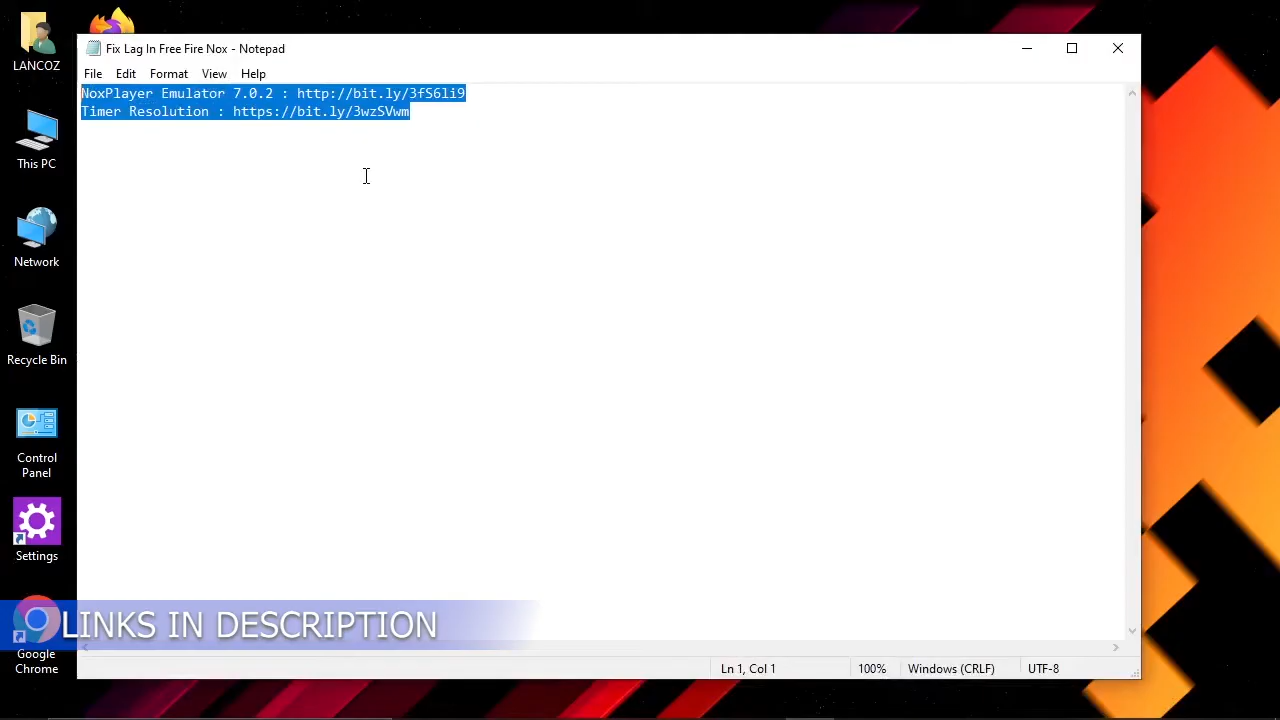 Fix Lag In Free Fire Nox - Notepad
File Edit Format View Help
NoxPlayer Emulator 7.0.2 : http://bit.ly/3fS6li9
Timer Resolution : https://bit.ly/3wzSVwm
LANCOZ
This PC
Network
Recycle Bin
Control
Panel
Settings
LINKS IN DESCRIPTION
Google
Chrome
Ln 1, Col 1 100% Windows (CRLF) UTF-8